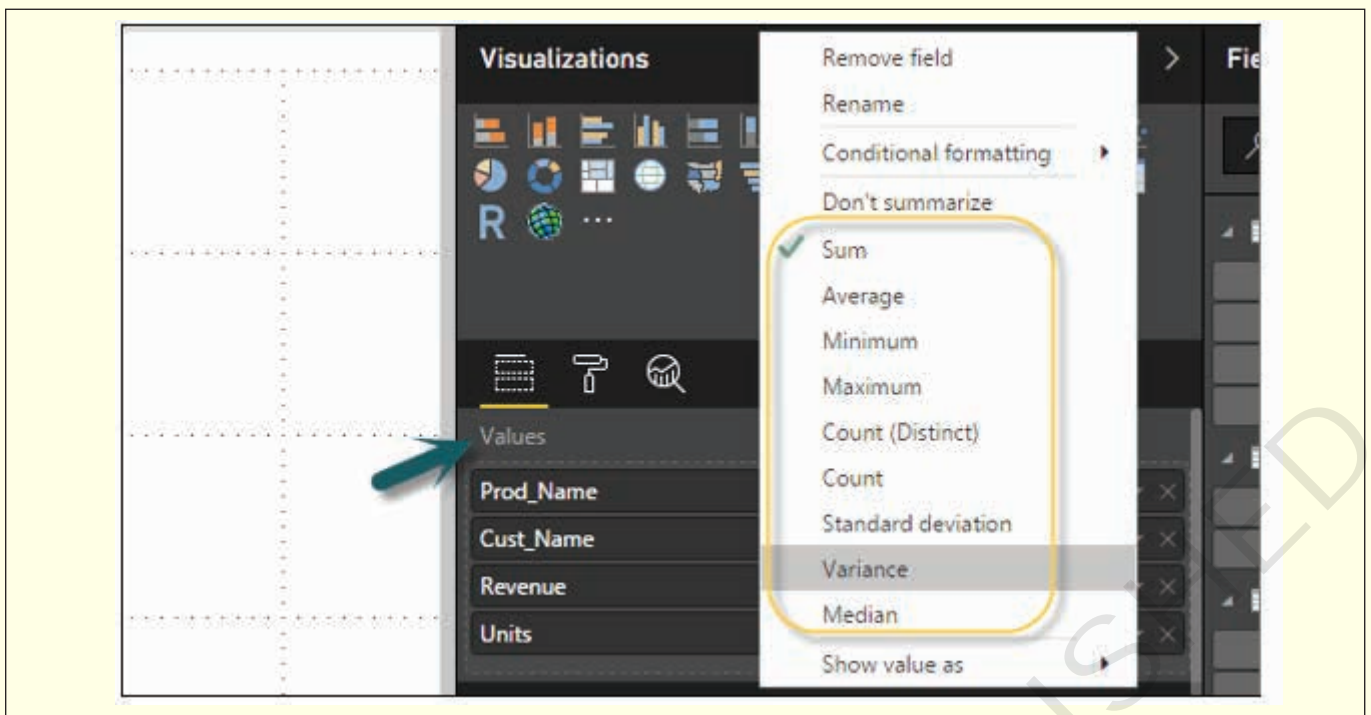 Visualizations
Fie
R
Values
Prod_Name
Cust_Name
Revenue
Units
Remove field
Rename
Conditional formatting
Don't summarize
Sum
Average
Minimum
Maximum
Count (Distinct)
Count
Standard deviation
Variance
Median
Show value as